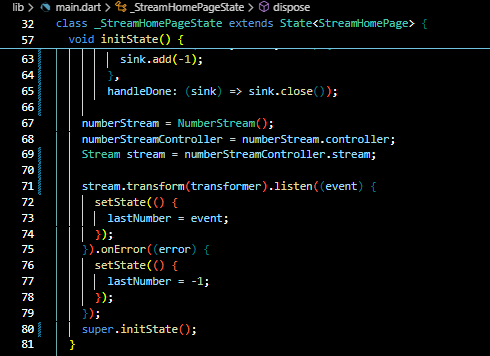 lib > main.dart > _StreamHomePageState > dispose
32 class _StreamHomePageState extends State<StreamHomePage> {
57 void initState() {
63 sink.add(-1);
64 },
65 handleDone: (sink) => sink.close());
66
67 numberStream = NumberStream();
68 numberStreamController = numberStream.controller;
69 Stream stream = numberStreamController.stream;
70
71 stream.transform(transformer).listen((event) {
72 setState(() {
73 lastNumber = event;
74 });
75 }).onError((error) {
76 setState(() {
77 lastNumber = -1;
78 });
79 });
80 super.initState();
81 }